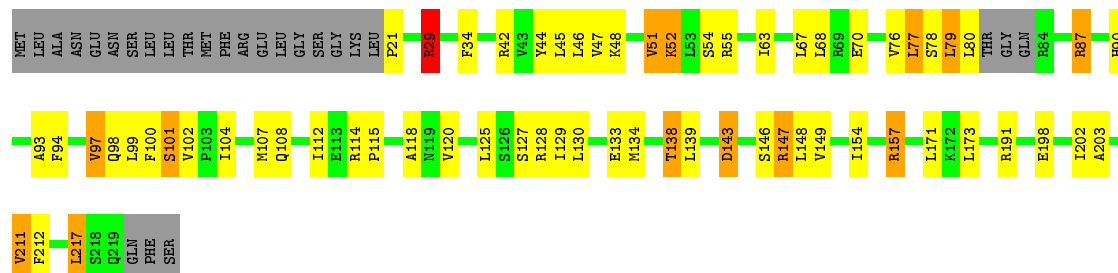 MET LEU ALA ASN GLU ASN SER LEU LEU THR MET PHE ARG GLU LEU GLY SER GLY LYS LEU P21 R29 F34 R42 V43 Y44 L45 L46 V47 K48 V51 K52 L53 S54 R55 I63 L67 L68 R69 E70 V76 L77 S78 L79 L80 THR GLY GLN R84 R87 H90
A93 F94 V97 Q98 L99 F100 S101 V102 P103 I104 M107 Q108 I112 E113 R114 P115 A118 N119 V120 L125 S126 S127 R128 I129 L130 E133 M134 T138 L139 D143 S146 R147 L148 V149 I154 R157 L171 K172 L173 R191 E198 I202 A203
V211 F212 L217 S218 Q219 GLN PHE SER